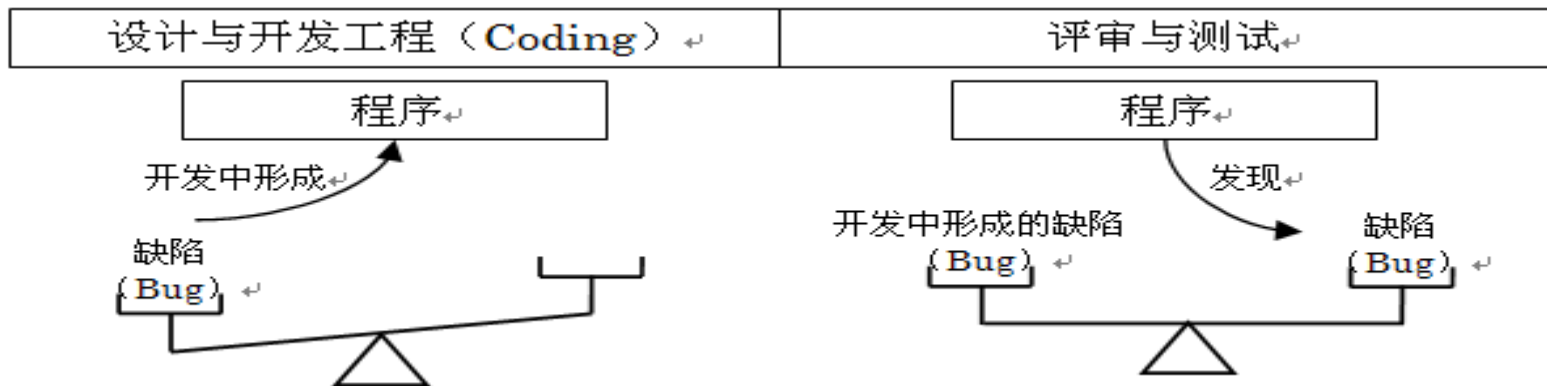 设计与开发工程（Coding）
评审与测试
程序
开发中形成
缺陷
（Bug）
程序
发现
开发中形成的缺陷
（Bug）
缺陷
（Bug）